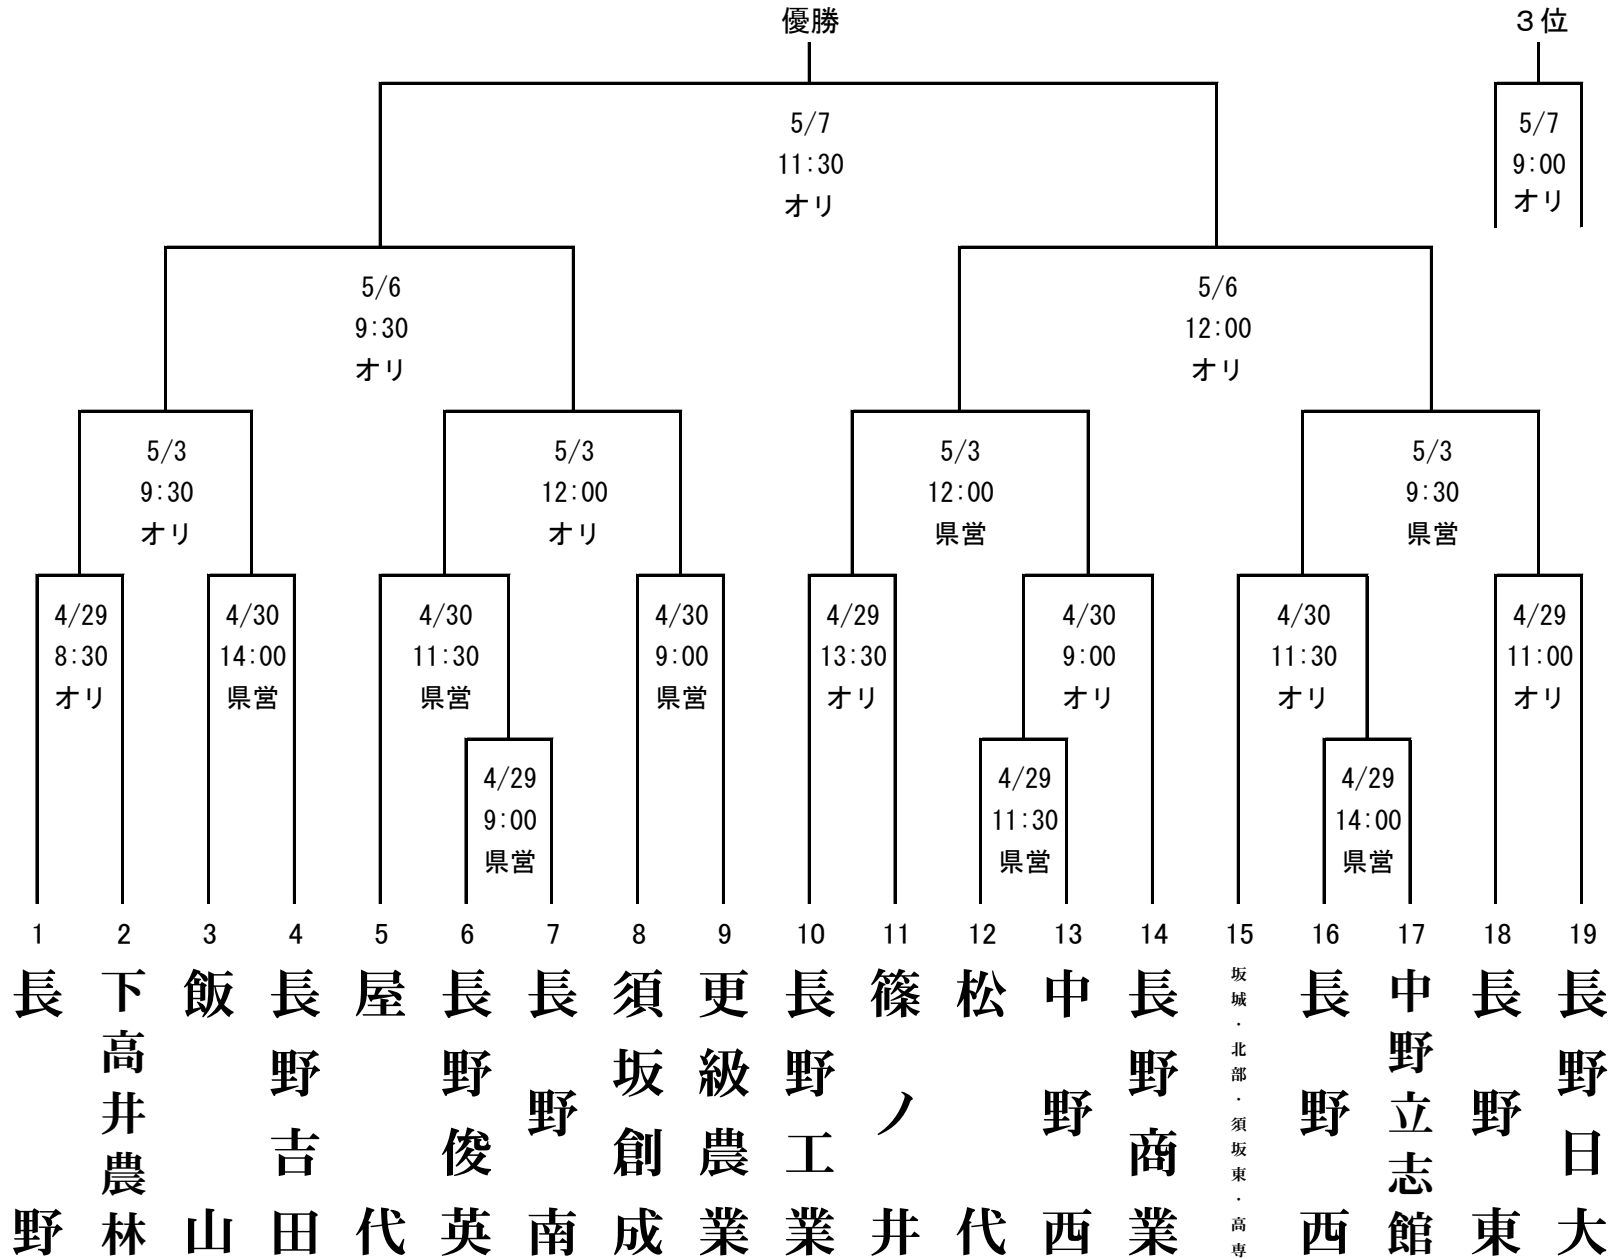 優勝
３位
5/7
11:30
オリ
5/7
9:00
オリ
5/6
9:30
オリ
5/6
12:00
オリ
5/3
9:30
オリ
5/3
12:00
オリ
5/3
12:00
県営
5/3
9:30
県営
4/29
8:30
オリ
4/30
14:00
県営
4/30
11:30
県営
4/30
9:00
県営
4/29
13:30
オリ
4/30
9:00
オリ
4/30
11:30
オリ
4/29
11:00
オリ
4/29
9:00
県営
4/29
11:30
県営
4/29
14:00
県営
1
長野
2
下高井農林
3
飯山
4
長野吉田
5
屋代
6
長野俊英
7
長野南
8
須坂創成
9
更級農業
10
長野工業
11
篠ノ井
12
松代
13
中野西
14
長野商業
15
坂城・北部・須坂東・高専
16
長野西
17
中野立志館
18
長野東
19
長野日大